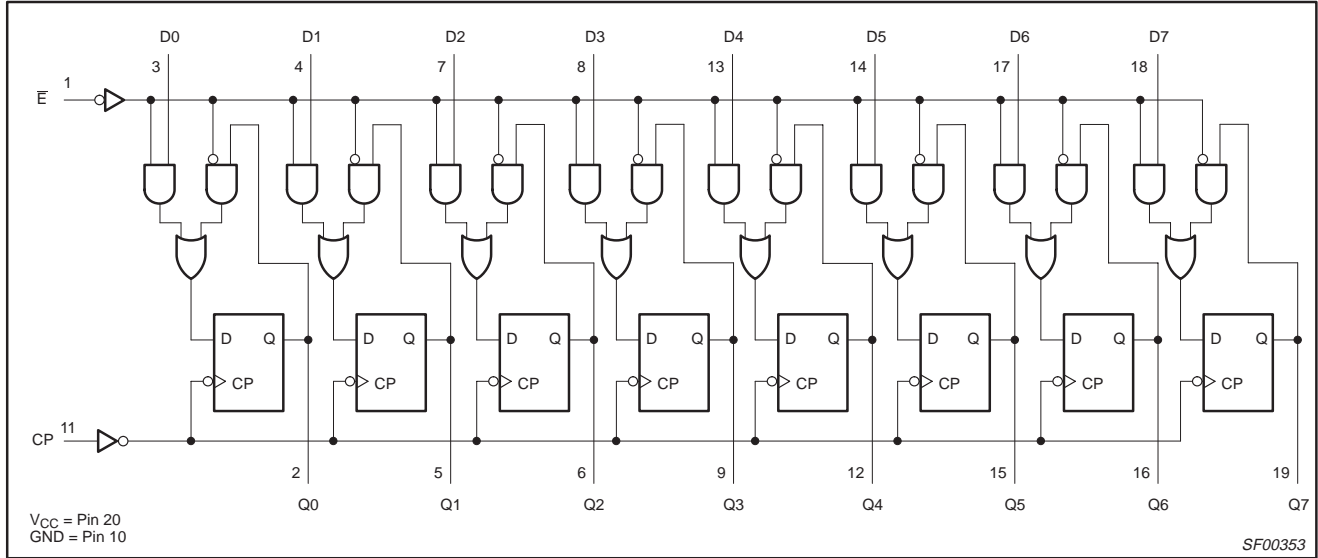 D0 D1 D2 D3 D4 D5 D6 D7
3 4 7 8 13 14 17 18
1
E̅
D Q D Q D Q D Q D Q D Q D Q D Q
CP CP CP CP CP CP CP CP
CP 11
2 5 6 9 12 15 16 19
Q0 Q1 Q2 Q3 Q4 Q5 Q6 Q7
VCC = Pin 20
GND = Pin 10
SF00353